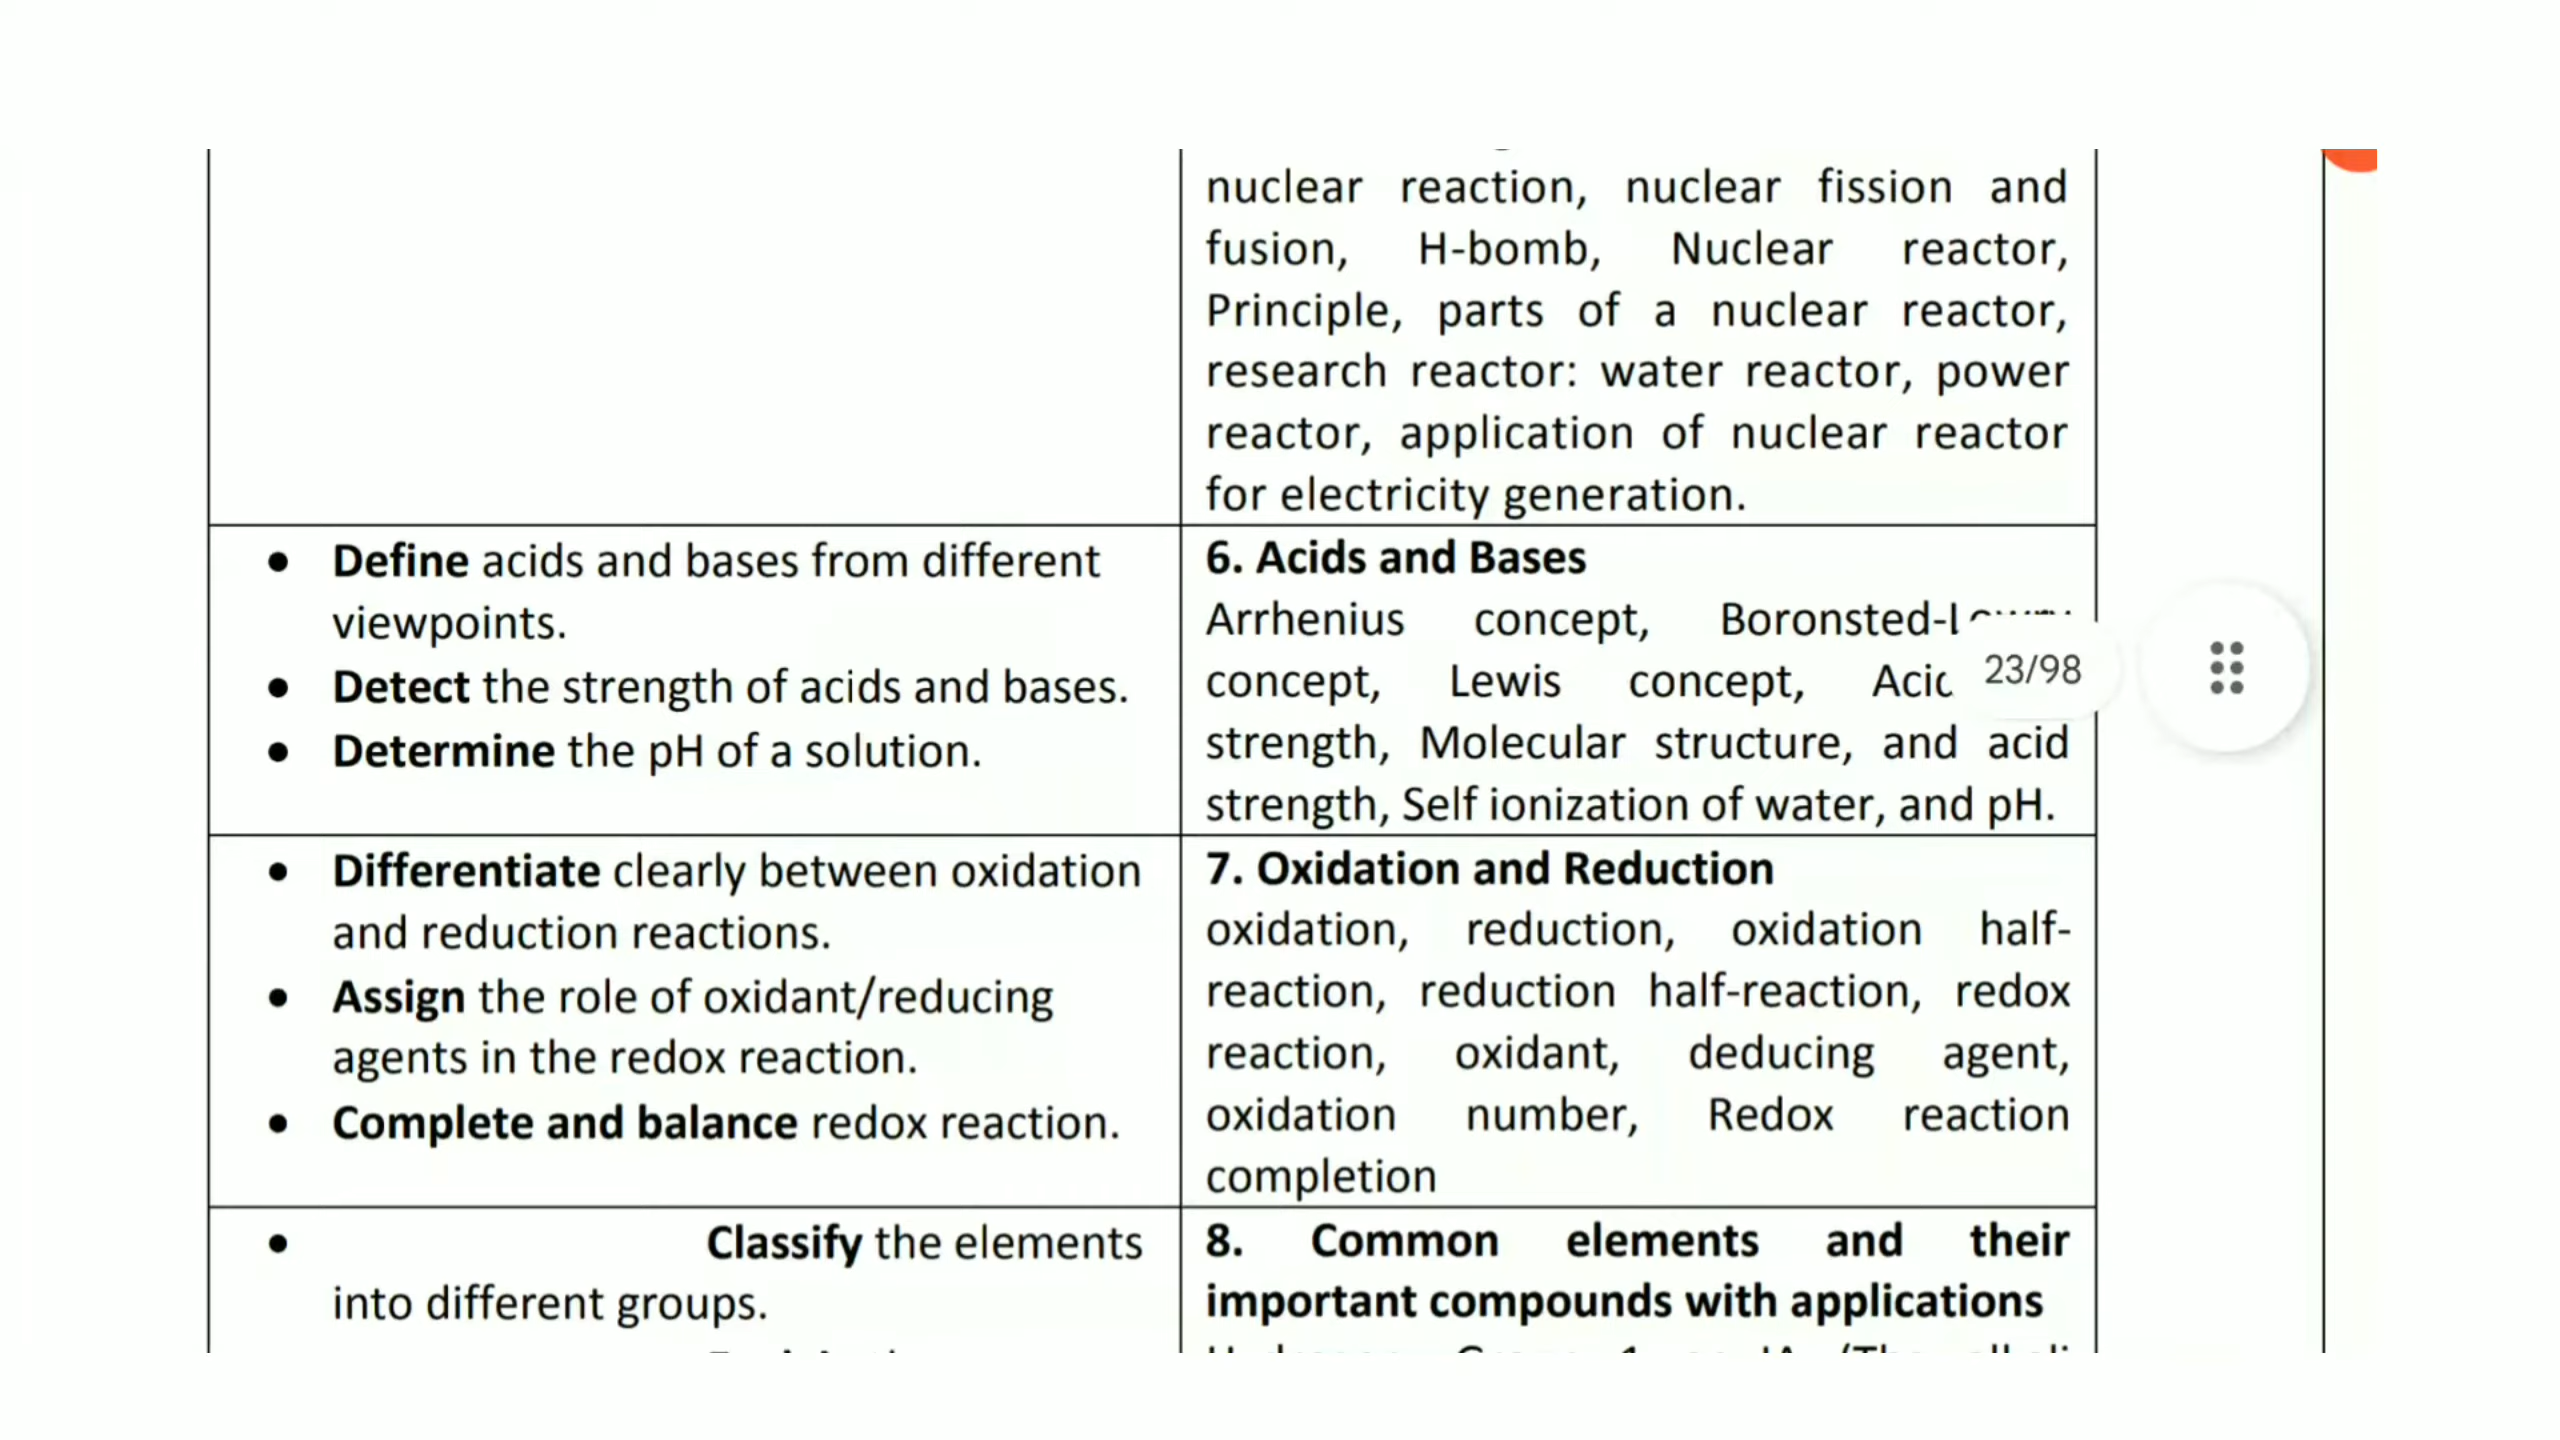 nuclear reaction, nuclear fission and
fusion, H-bomb, Nuclear reactor,
Principle, parts of a nuclear reactor,
research reactor: water reactor, power
reactor, application of nuclear reactor
for electricity generation.
• Define acids and bases from different
viewpoints.
• Detect the strength of acids and bases.
• Determine the pH of a solution.
6. Acids and Bases
Arrhenius concept, Boronsted-Lowry
concept, Lewis concept,
strength, Molecular structure, and acid
strength, Self ionization of water, and pH.
23/98
• Differentiate clearly between oxidation
and reduction reactions.
• Assign the role of oxidant/reducing
agents in the redox reaction.
• Complete and balance redox reaction.
7. Oxidation and Reduction
oxidation, reduction, oxidation half-
reaction, reduction half-reaction, redox
reaction, oxidant, deducing agent,
oxidation number, Redox reaction
completion
• Classify the elements
into different groups.
8. Common elements and their
important compounds with applications